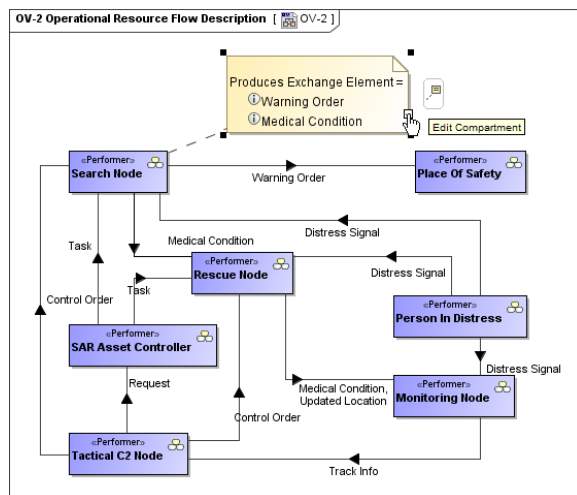 OV-2 Operational Resource Flow Description [ OV-2 ]
Produces Exchange Element =
Warning Order
Medical Condition
Edit Compartment
«Performer»
Search Node
Warning Order
«Performer»
Place Of Safety
Distress Signal
Task
Medical Condition
«Performer»
Rescue Node
Distress Signal
Task
Control Order
«Performer»
Person In Distress
«Performer»
SAR Asset Controller
Distress Signal
Request
Medical Condition,
Updated Location
«Performer»
Monitoring Node
Control Order
«Performer»
Tactical C2 Node
Track Info